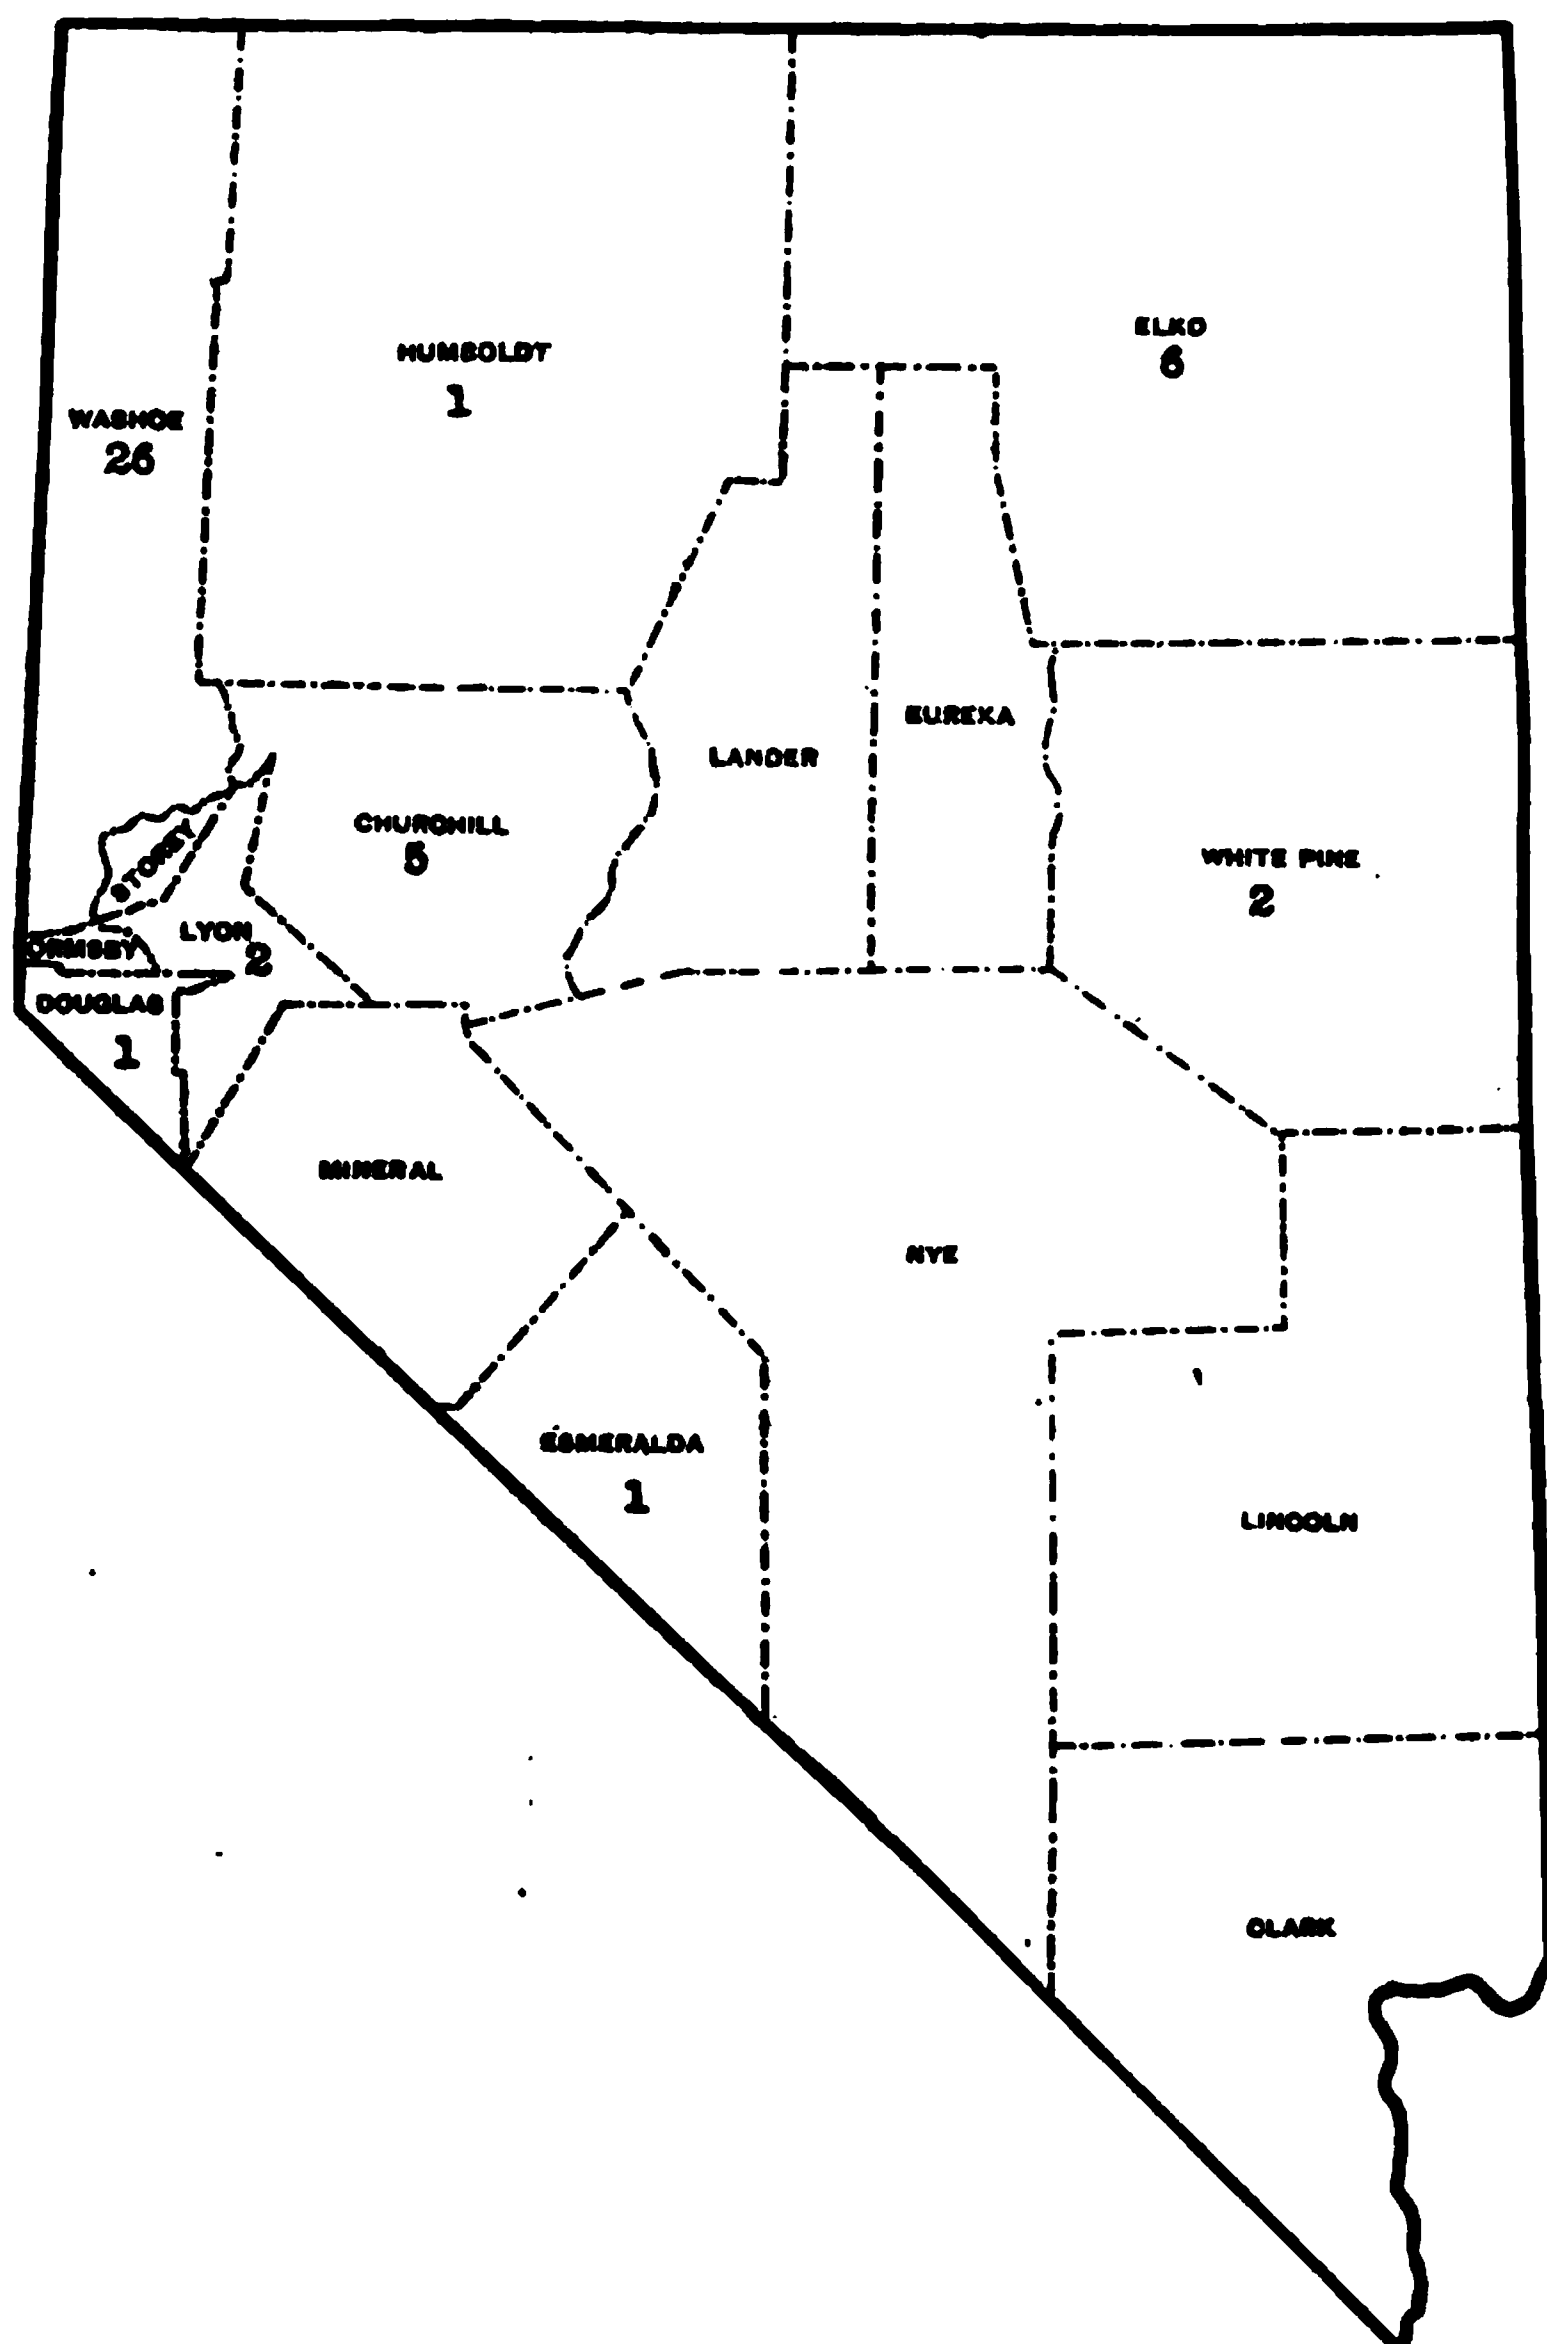 ELKO
6
HUMBOLDT
1
WASHOE
26
EUREKA
LANDER
CHURCHILL
5
STOREY
WHITE PINE
2
LYON
2
ORMSBY
DOUGLAS
1
MINERAL
NYE
ESMERALDA
1
LINCOLN
CLARK